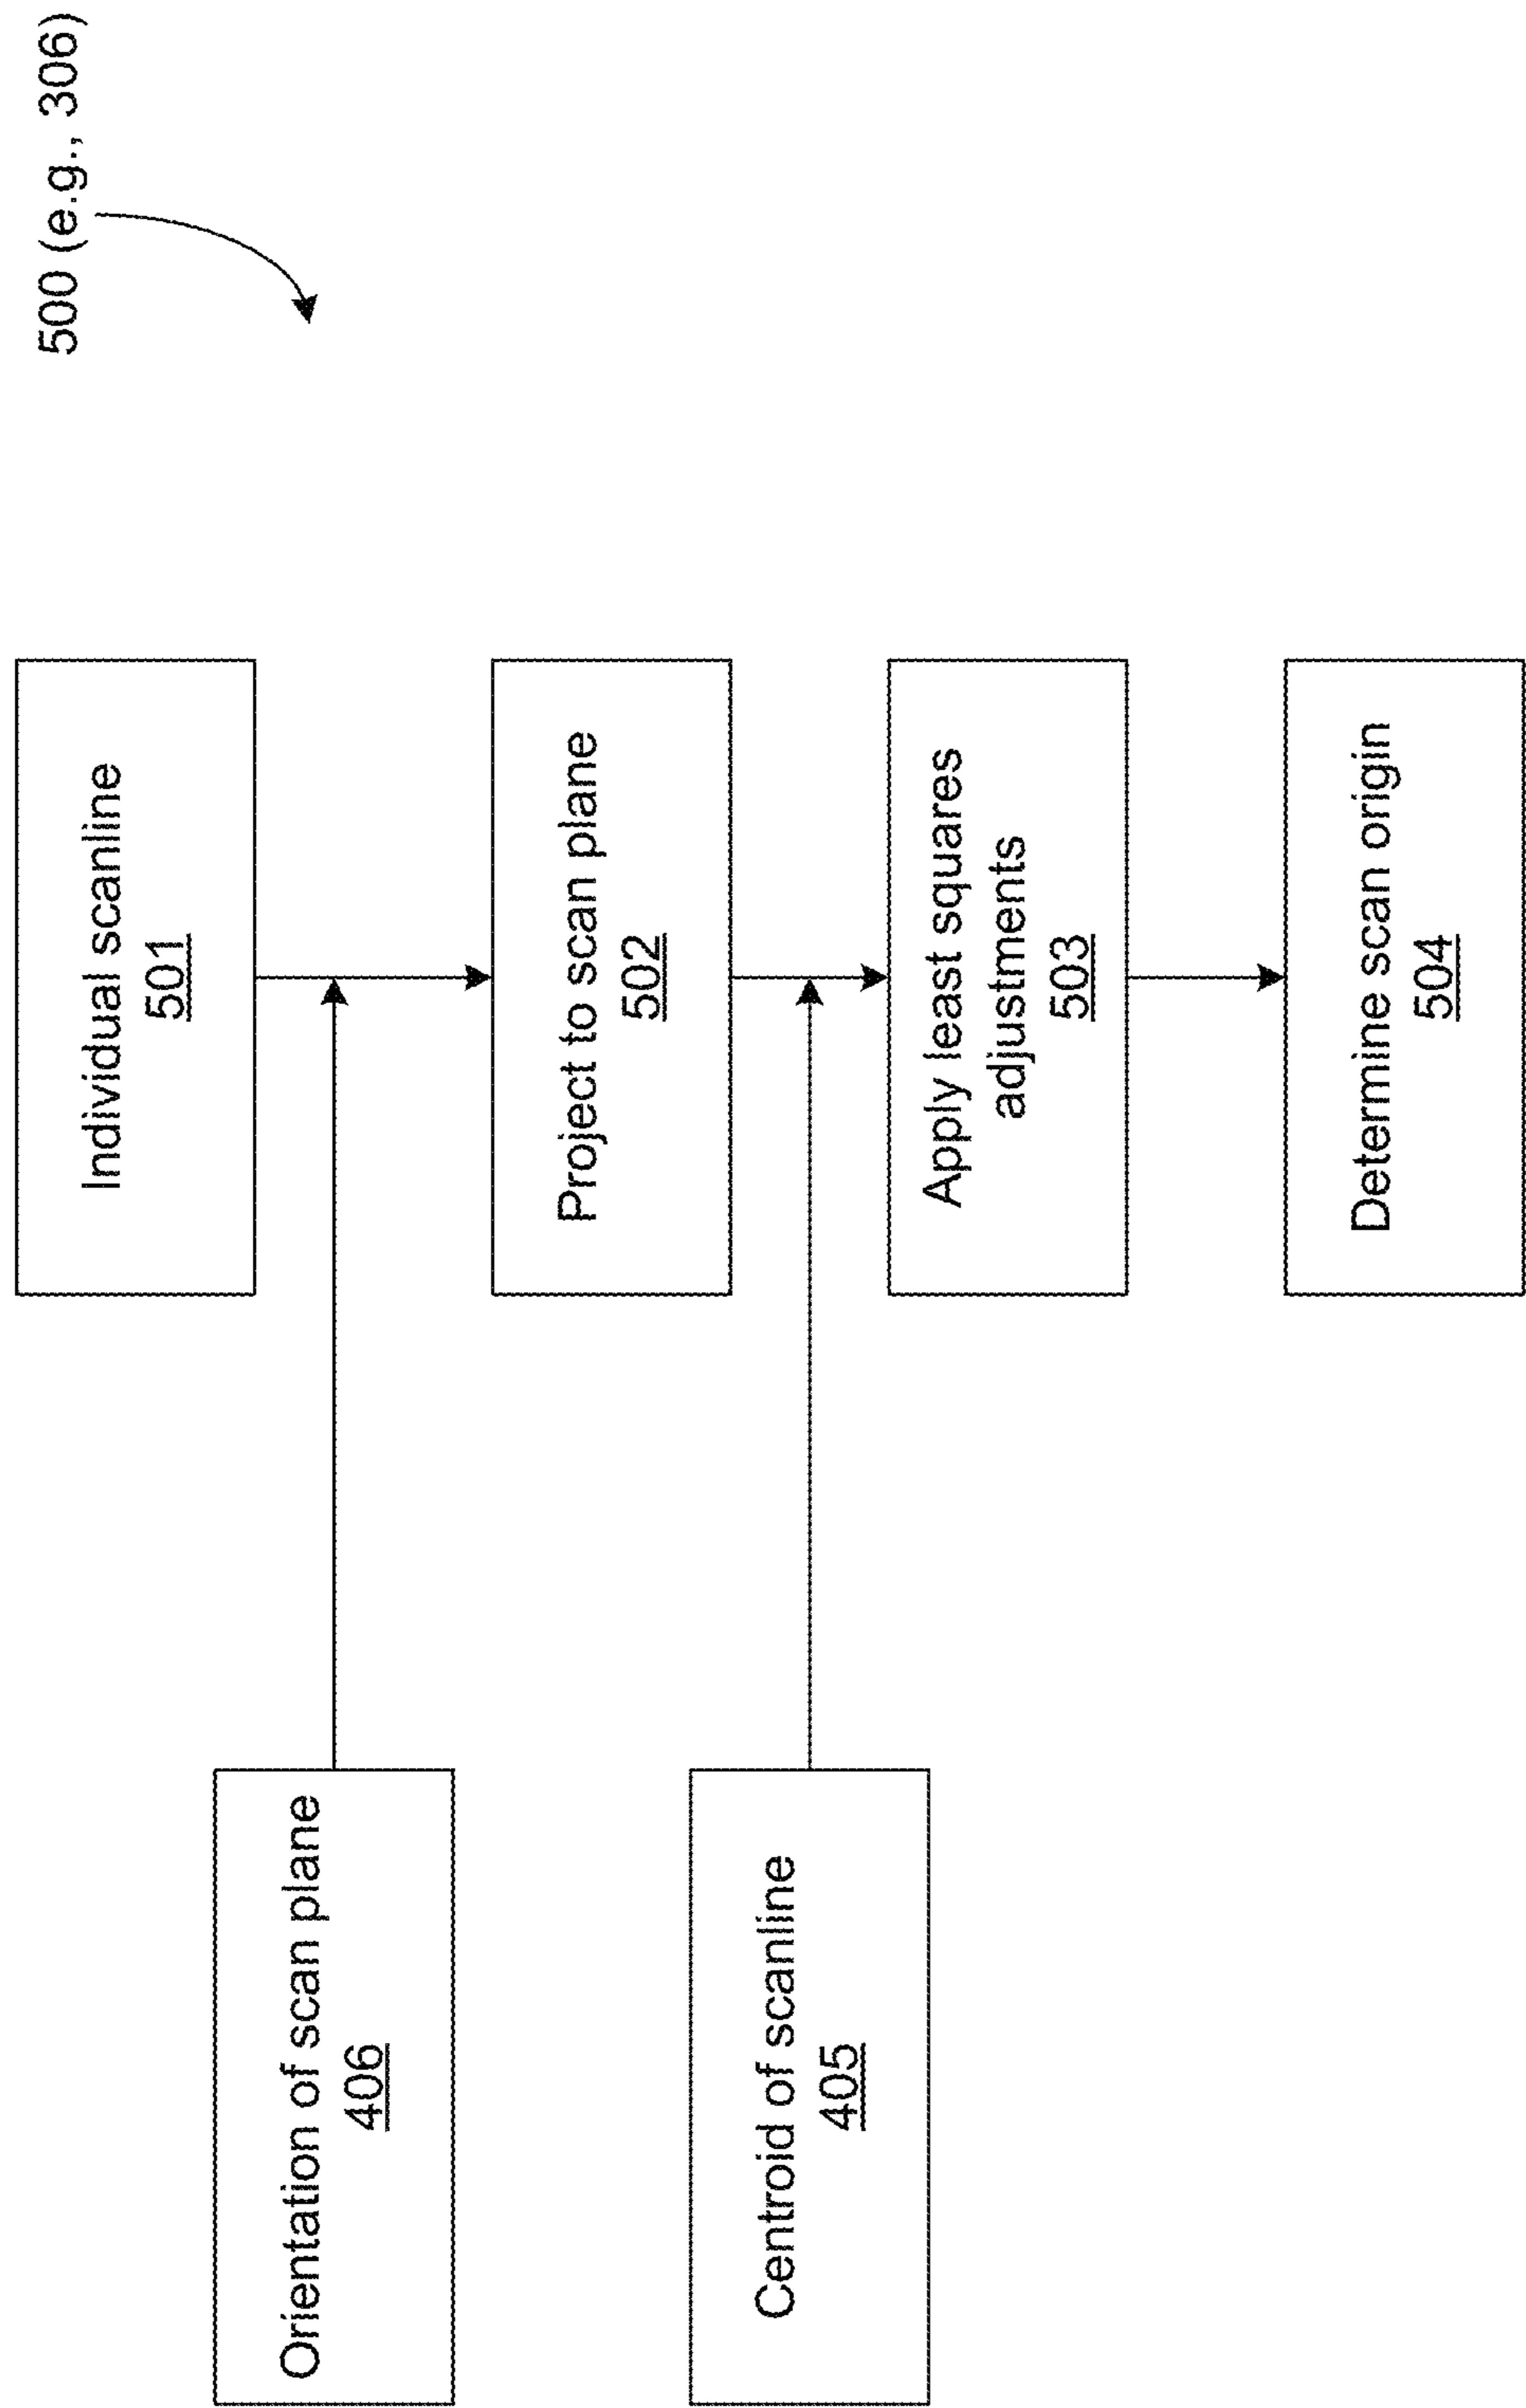 500 (e.g., 306)
Individual scanline
501
Orientation of scan plane
406
Project to scan plane
502
Centroid of scanline
405
Apply least squares
adjustments
503
Determine scan origin
504